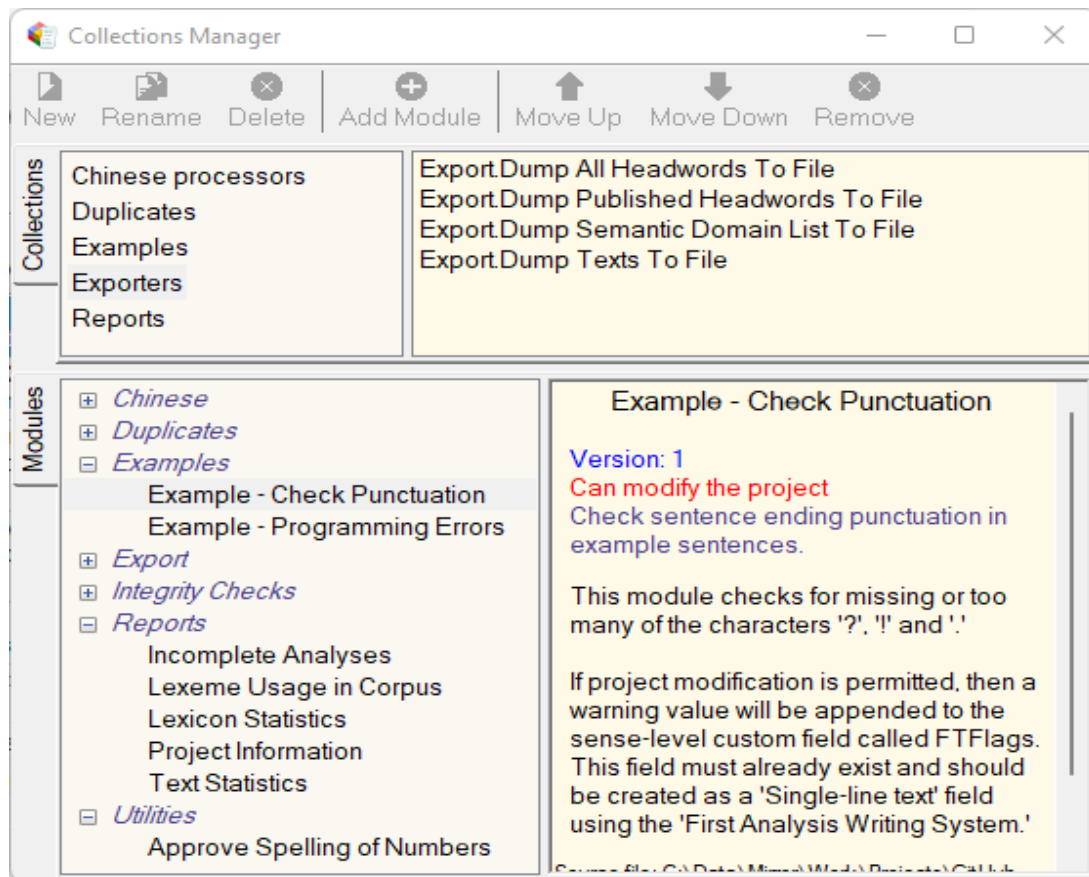 Collections Manager
New Rename Delete Add Module Move Up Move Down Remove
Collections
Chinese processors
Duplicates
Examples
Exporters
Reports
Export.Dump All Headwords To File
Export.Dump Published Headwords To File
Export.Dump Semantic Domain List To File
Export.Dump Texts To File
Modules
Chinese
Duplicates
Examples
Example - Check Punctuation
Example - Programming Errors
Export
Integrity Checks
Reports
Incomplete Analyses
Lexeme Usage in Corpus
Lexicon Statistics
Project Information
Text Statistics
Utilities
Approve Spelling of Numbers
Example - Check Punctuation
Version: 1
Can modify the project
Check sentence ending punctuation in
example sentences.
This module checks for missing or too
many of the characters '?', '!' and '.'
If project modification is permitted, then a
warning value will be appended to the
sense-level custom field called FTFlags.
This field must already exist and should
be created as a 'Single-line text' field
using the 'First Analysis Writing System.'